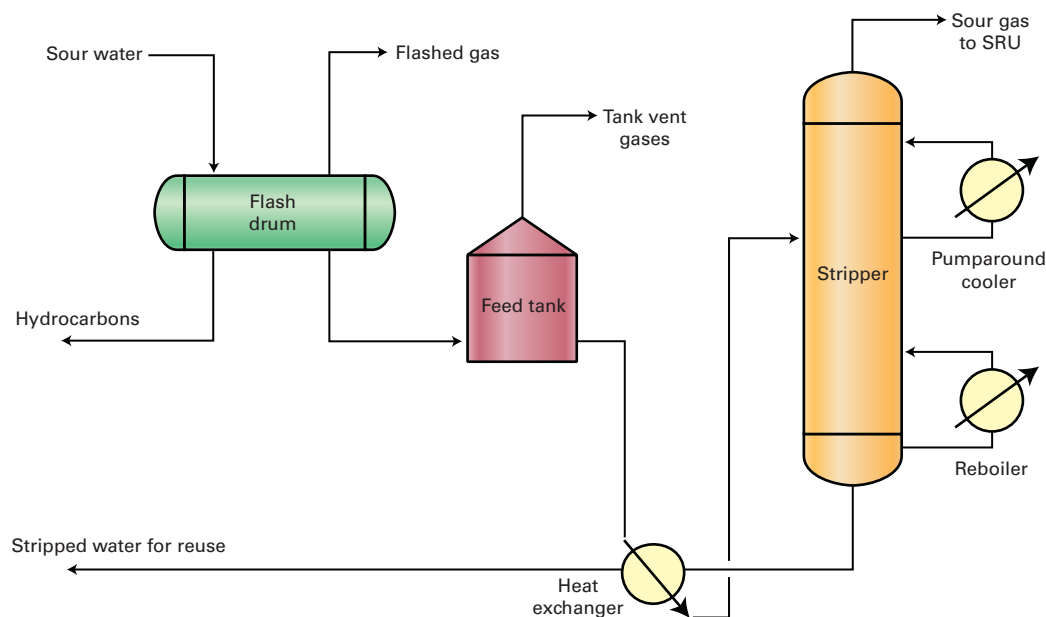 Sour water
Flashed gas
Sour gas
to SRU
Tank vent
gases
Flash
drum
Pumparound
cooler
Stripper
Feed tank
Hydrocarbons
Reboiler
Stripped water for reuse
Heat
exchanger